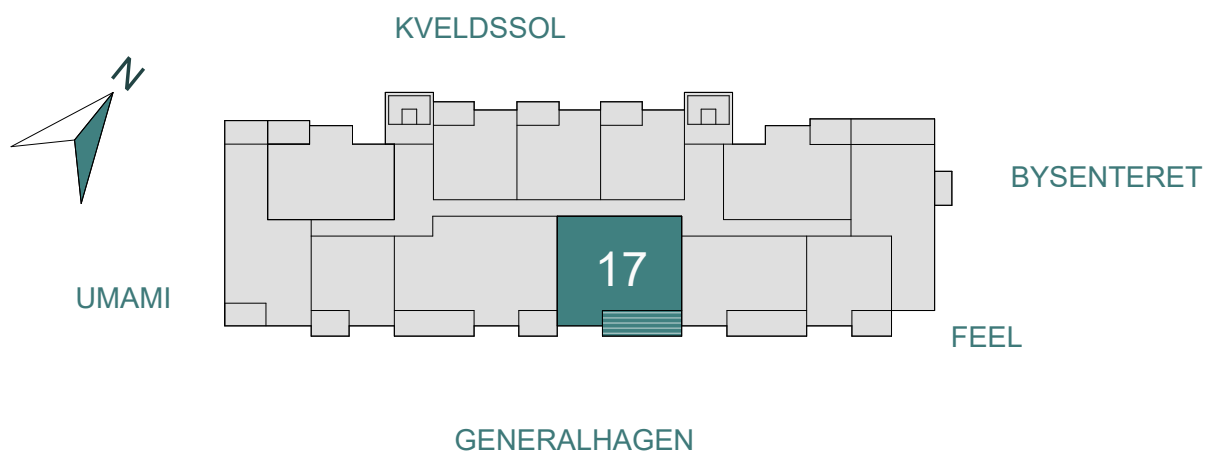 KVELDSSOL
N
BYSENTERET
17
UMAMI
FEEL
GENERALHAGEN